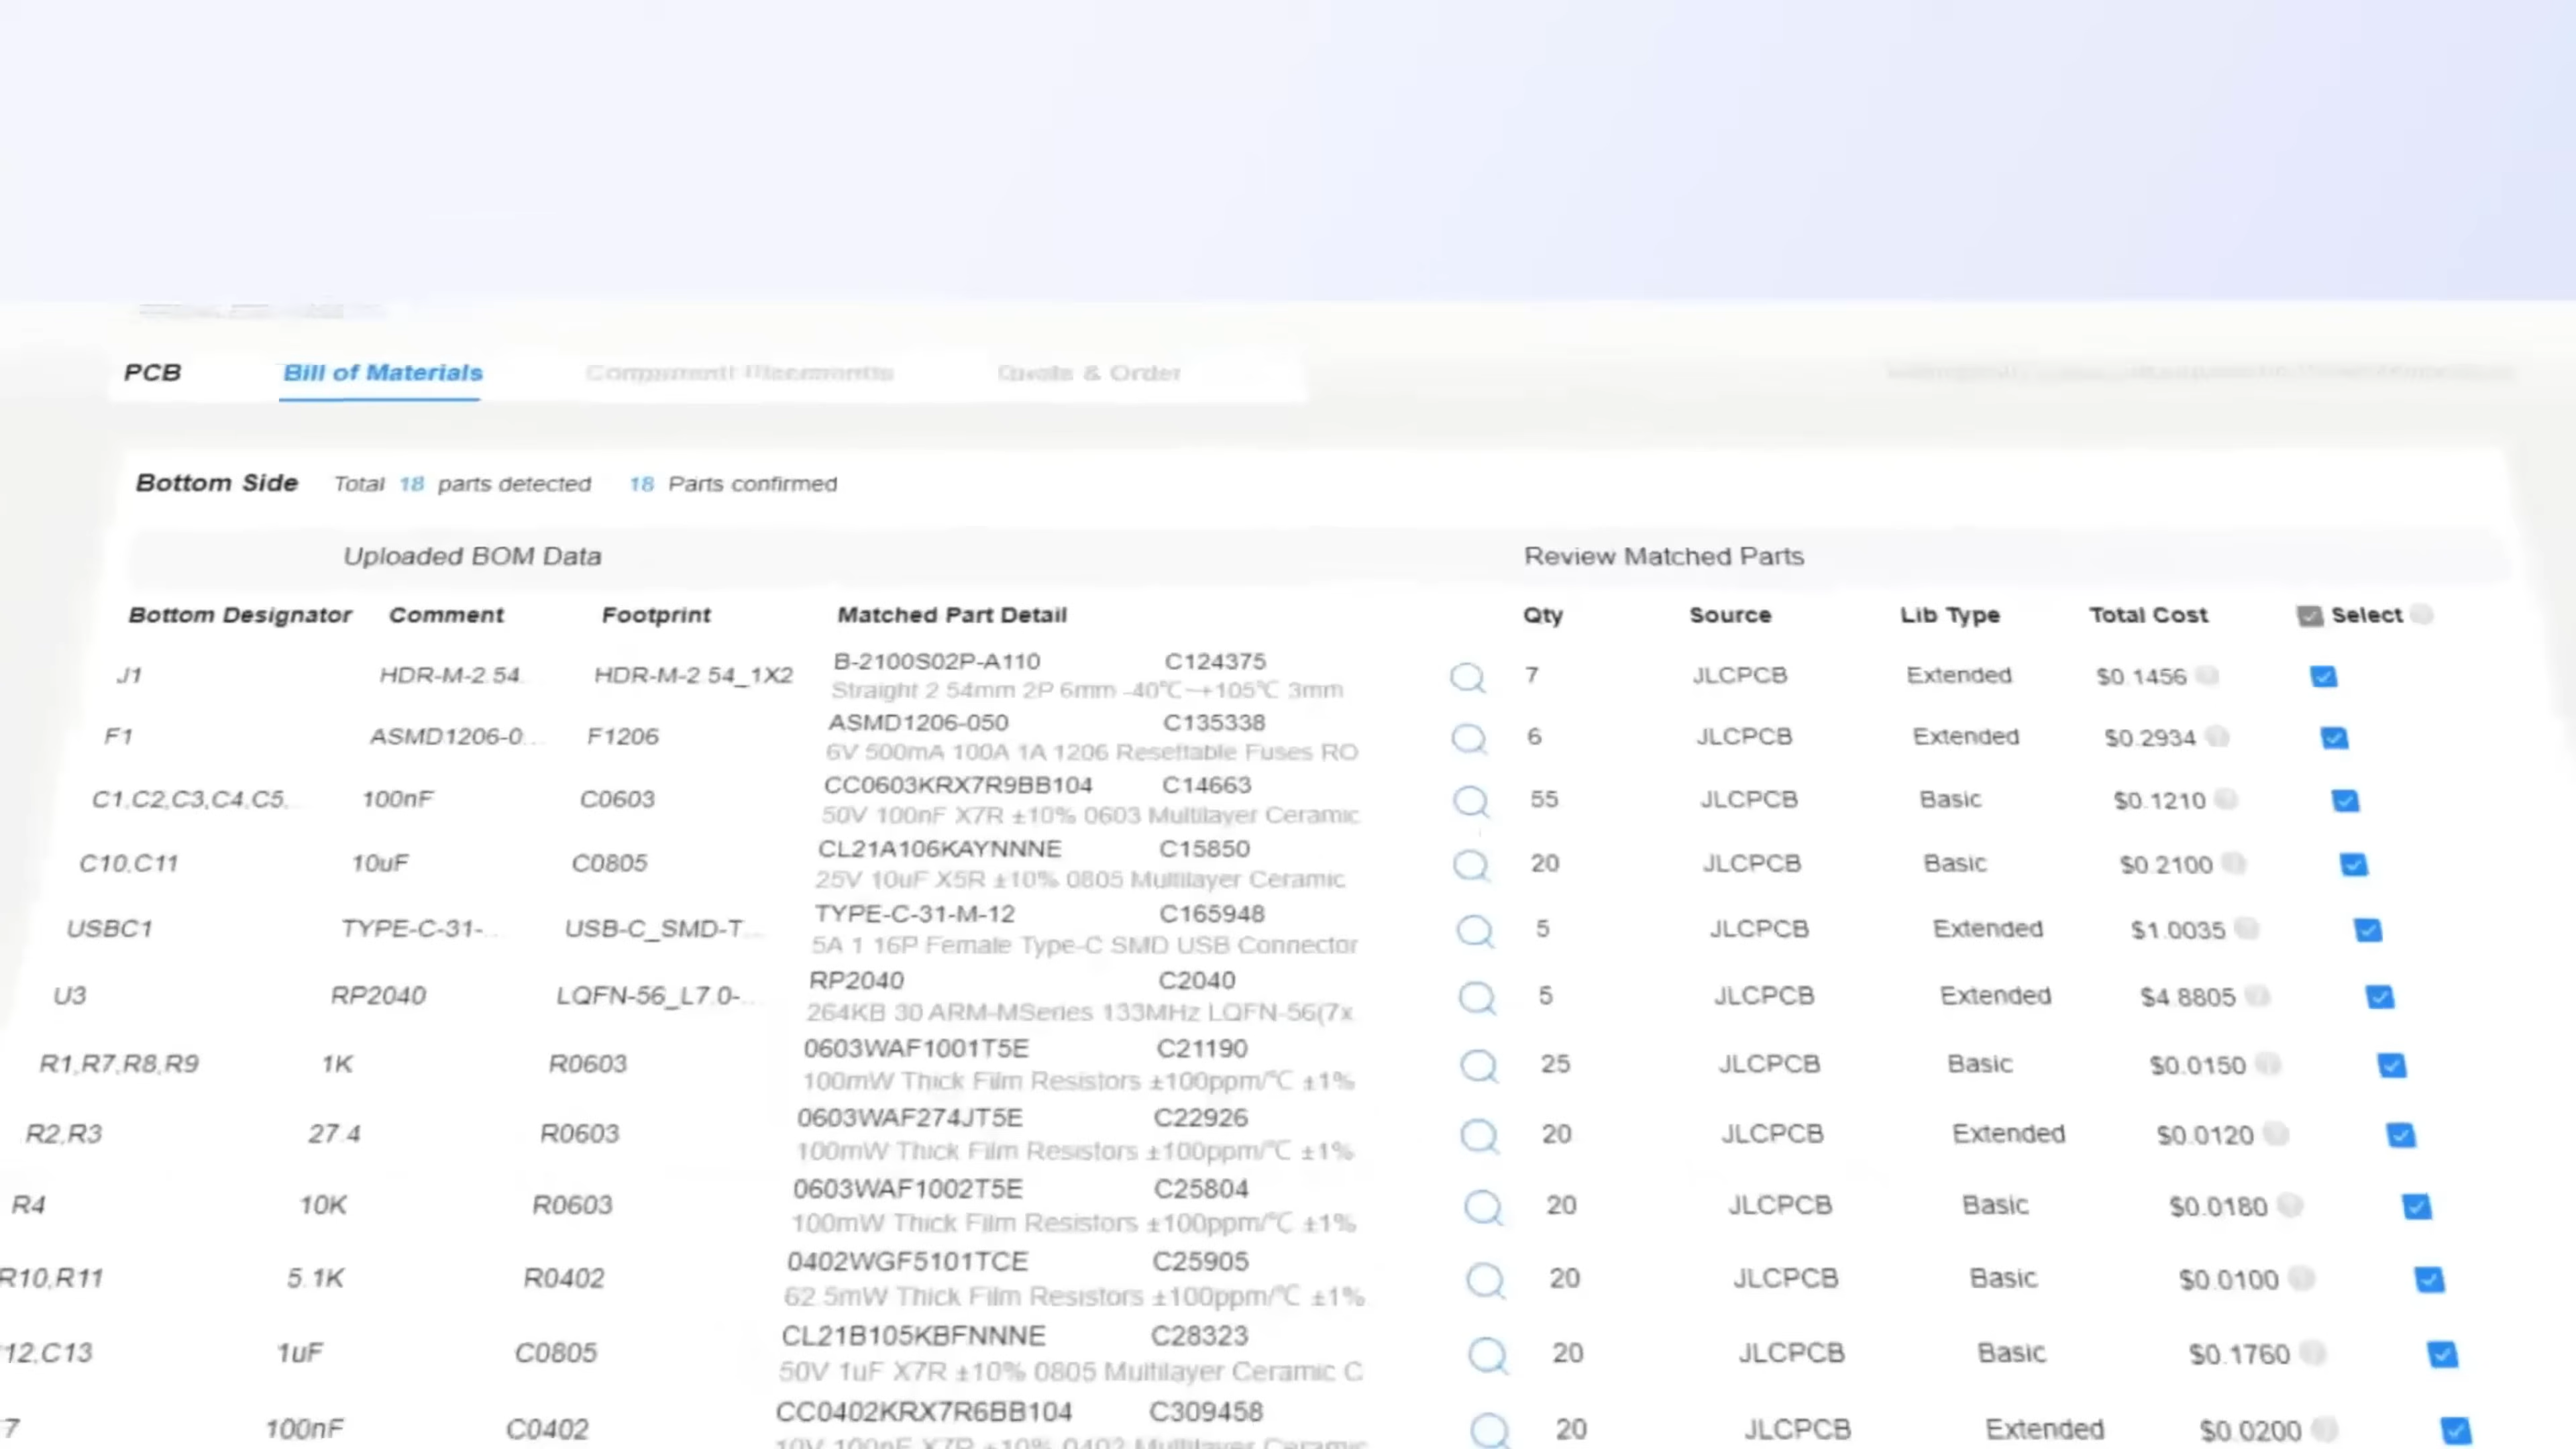 PCB Bill of Materials & Order
Bottom Side Total 18 parts detected 18 Parts confirmed
Uploaded BOM Data Review Matched Parts
Bottom Designator Comment Footprint Matched Part Detail Qty Source Lib Type Total Cost Select
J1 HDR-M-2.54 HDR-M-2.54_1X2 B-2100S02P-A110 C124375 7 JLCPCB Extended $0.1456
Straight 2.54mm 2P 6mm -40℃~+105℃ 3mm
F1 ASMD1206-0... F1206 ASMD1206-050 C135338 6 JLCPCB Extended $0.2934
6V 500mA 100A 1A 1206 Resettable Fuses RO
C1,C2,C3,C4,C5, 100nF C0603 CC0603KRX7R9BB104 C14663 55 JLCPCB Basic $0.1210
50V 100nF X7R ±10% 0603 Multilayer Ceramic
C10,C11 10uF C0805 CL21A106KAYNNNE C15850 20 JLCPCB Basic $0.2100
25V 10uF X5R ±10% 0805 Multilayer Ceramic
USBC1 TYPE-C-31-... USB-C_SMD-T... TYPE-C-31-M-12 C165948 5 JLCPCB Extended $1.0035
5A 1 16P Female Type-C SMD USB Connector
U3 RP2040 LQFN-56_L7.0-... RP2040 C2040 5 JLCPCB Extended $4.8805
264KB 30 ARM-MSeries 133MHz LQFN-56(7x
R1,R7,R8,R9 1K R0603 0603WAF1001T5E C21190 25 JLCPCB Basic $0.0150
100mW Thick Film Resistors ±100ppm/℃ ±1%
R2,R3 27.4 R0603 0603WAF274JT5E C22926 20 JLCPCB Extended $0.0120
100mW Thick Film Resistors ±100ppm/℃ ±1%
R4 10K R0603 0603WAF1002T5E C25804 20 JLCPCB Basic $0.0180
100mW Thick Film Resistors ±100ppm/℃ ±1%
R10,R11 5.1K R0402 0402WGF5101TCE C25905 20 JLCPCB Basic $0.0100
62.5mW Thick Film Resistors ±100ppm/℃ ±1%
12,C13 1uF C0805 CL21B105KBFNNNE C28323 20 JLCPCB Basic $0.1760
50V 1uF X7R ±10% 0805 Multilayer Ceramic C
7 100nF C0402 CC0402KRX7R6BB104 C309458 20 JLCPCB Extended $0.0200
10V 100nF X7R ±10% 0402 Multilayer Ceramic